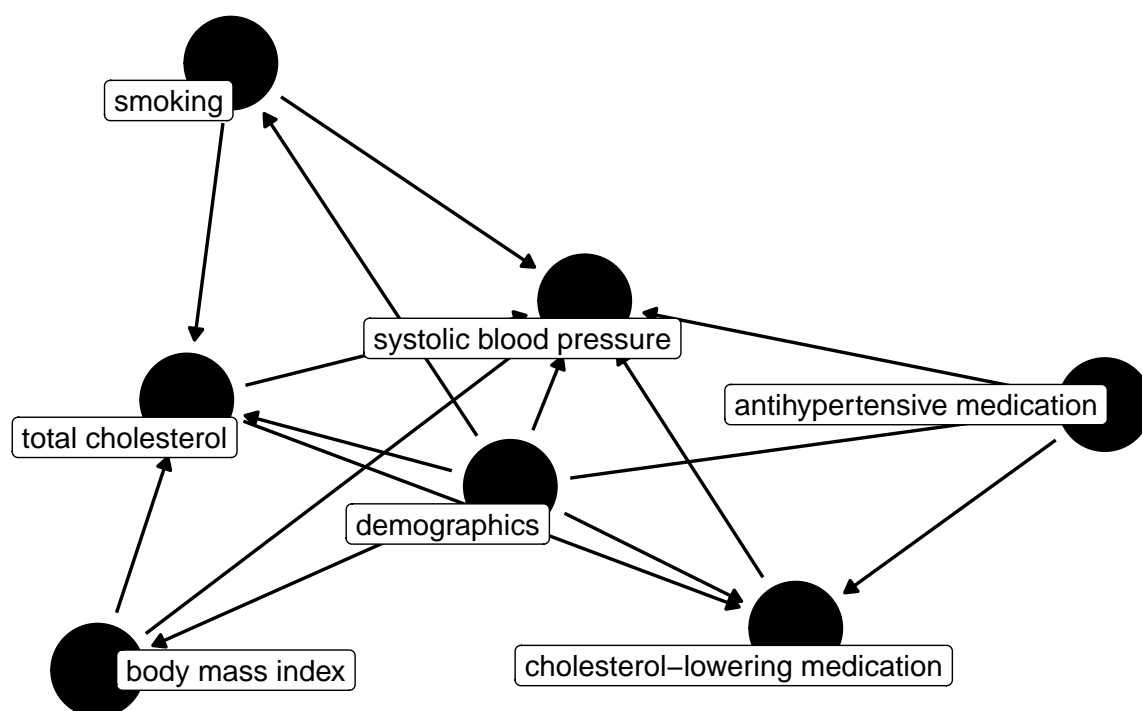 smoking
systolic blood pressure
antihypertensive medication
total cholesterol
demographics
body mass index
cholesterol−lowering medication